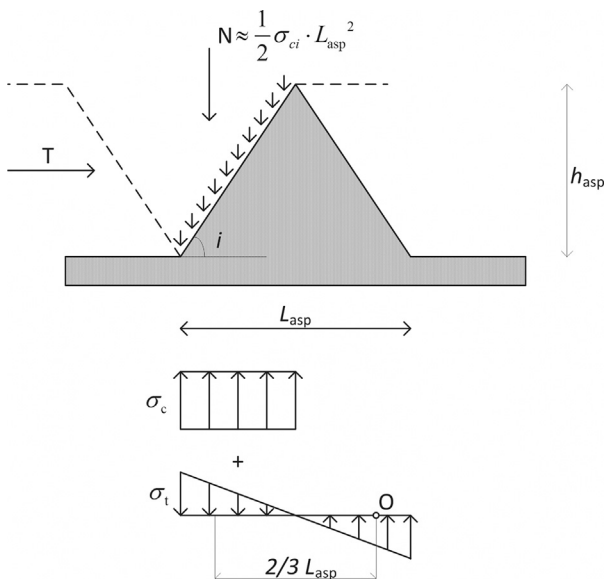 N ≈ 1/2 σci · Lasp²
T
hasp
i
Lasp
σc
+
σt
O
2/3 Lasp